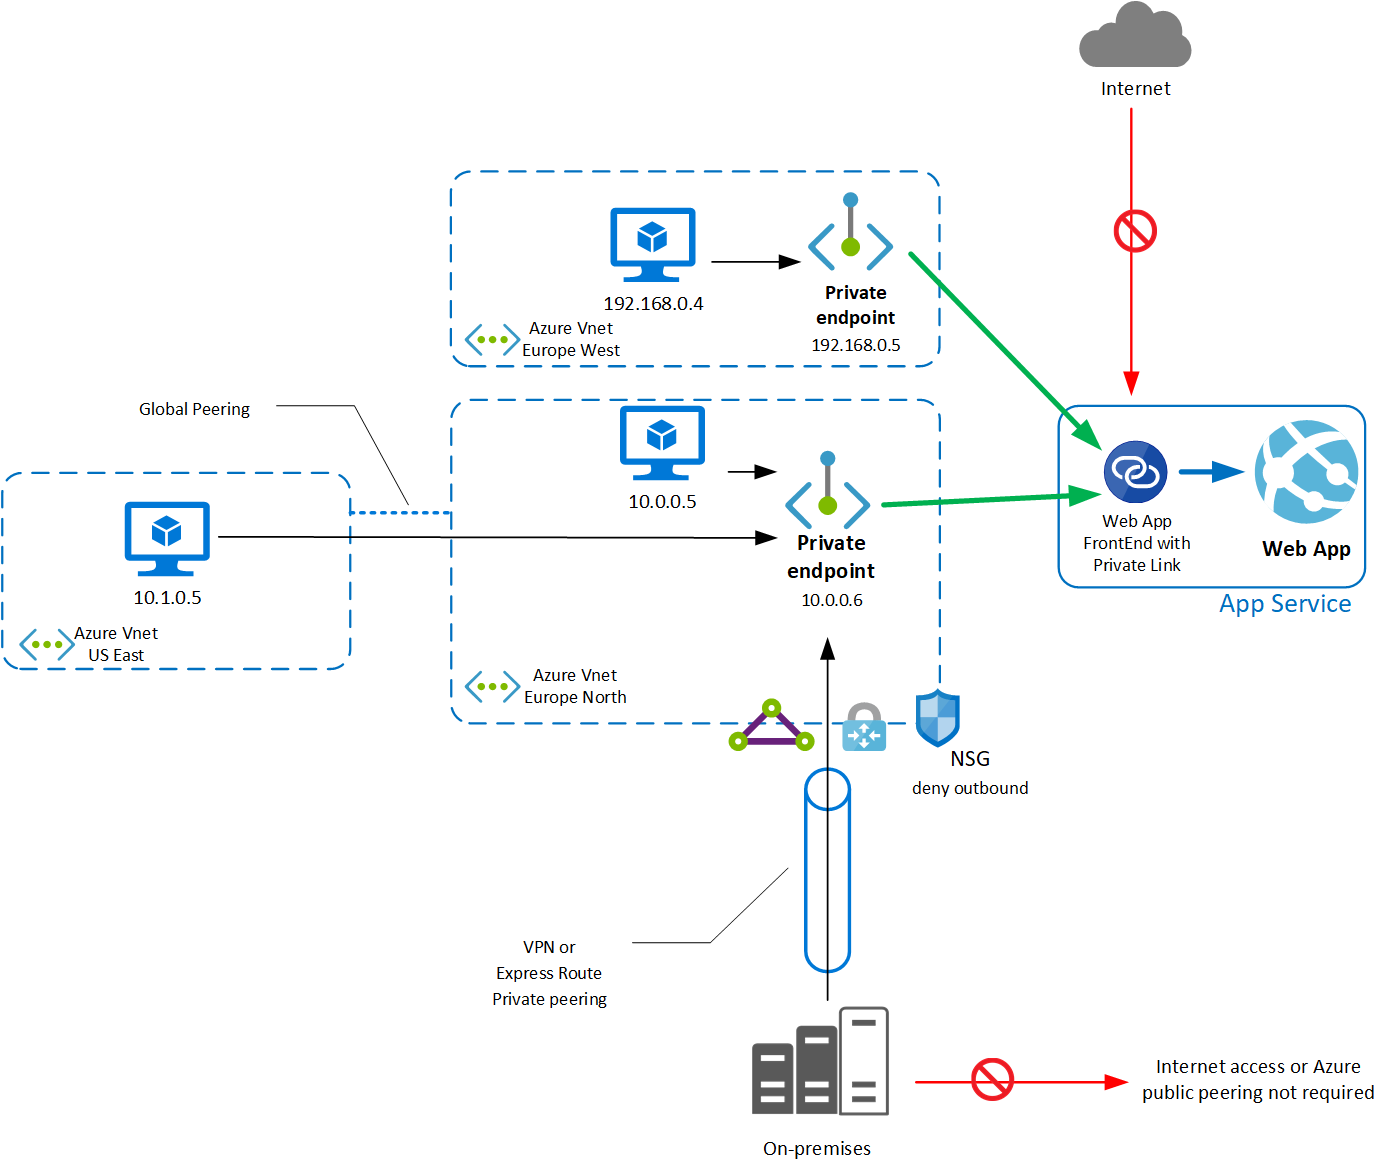 Internet
192.168.0.4
Private
endpoint
192.168.0.5
Azure Vnet
Europe West
Global Peering
10.0.0.5
Private
endpoint
10.0.0.6
10.1.0.5
Azure Vnet
US East
Azure Vnet
Europe North
Web App
FrontEnd with
Private Link
Web App
App Service
NSG
deny outbound
VPN or
Express Route
Private peering
On-premises
Internet access or Azure
public peering not required